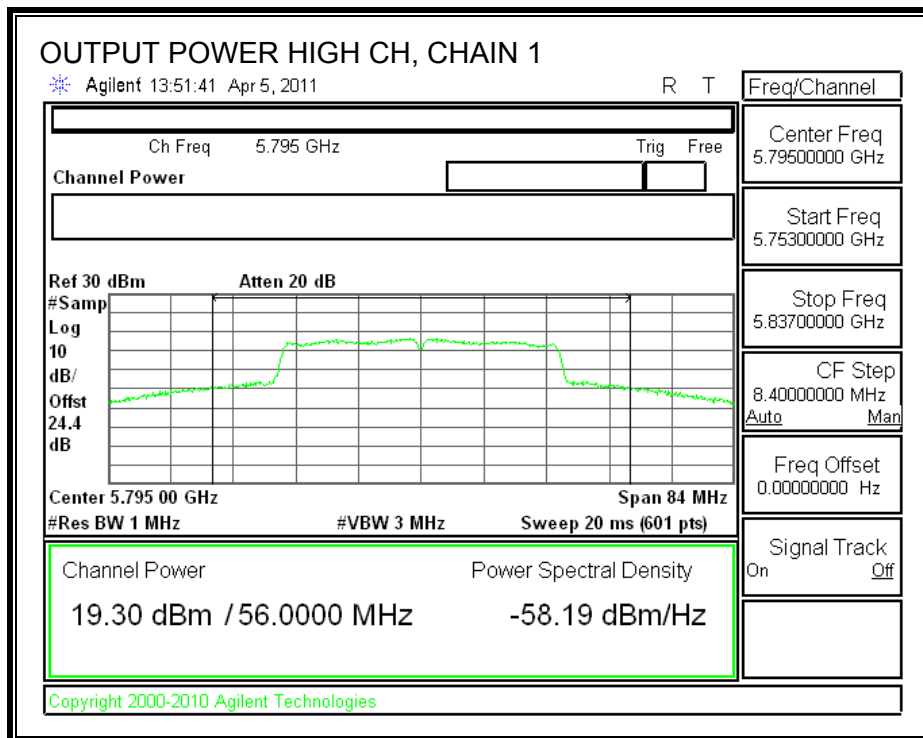 OUTPUT POWER HIGH CH, CHAIN 1
Agilent 13:51:41 Apr 5, 2011 R T
Freq/Channel
Ch Freq 5.795 GHz Trig Free
Channel Power
Center Freq
5.79500000 GHz
Start Freq
5.75300000 GHz
Stop Freq
5.83700000 GHz
CF Step
8.40000000 MHz
Auto Man
Freq Offset
0.00000000 Hz
Signal Track
On Off
Ref 30 dBm Atten 20 dB
#Samp
Log
10
dB/
Offst
24.4
dB
Center 5.795 00 GHz Span 84 MHz
#Res BW 1 MHz #VBW 3 MHz Sweep 20 ms (601 pts)
Channel Power Power Spectral Density
19.30 dBm / 56.0000 MHz -58.19 dBm/Hz
Copyright 2000-2010 Agilent Technologies